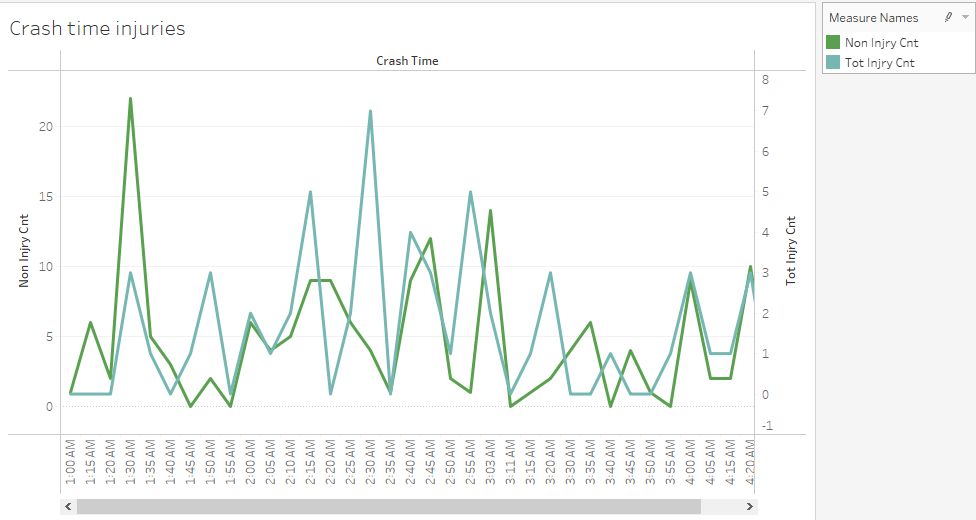 Crash time injuries
Crash Time
Measure Names
Non Injry Cnt
Tot Injry Cnt
Non Injry Cnt
20
15
10
5
0
8
7
6
5
4
3
2
1
0
-1
Tot Injry Cnt
1:00 AM
1:15 AM
1:20 AM
1:30 AM
1:35 AM
1:40 AM
1:45 AM
1:50 AM
1:55 AM
2:00 AM
2:05 AM
2:10 AM
2:15 AM
2:20 AM
2:25 AM
2:30 AM
2:35 AM
2:40 AM
2:45 AM
2:50 AM
2:55 AM
3:03 AM
3:11 AM
3:15 AM
3:20 AM
3:30 AM
3:35 AM
3:40 AM
3:45 AM
3:50 AM
3:55 AM
4:00 AM
4:05 AM
4:15 AM
4:20 AM